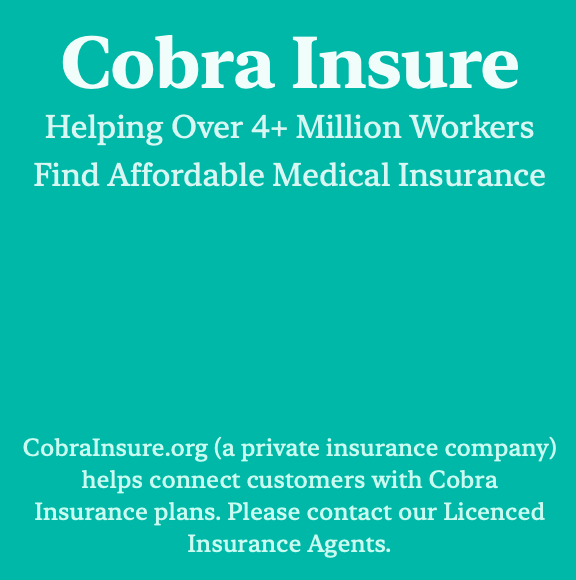 Cobra Insure
Helping Over 4+ Million Workers
Find Affordable Medical Insurance
CobraInsure.org (a private insurance company)
helps connect customers with Cobra
Insurance plans. Please contact our Licenced
Insurance Agents.